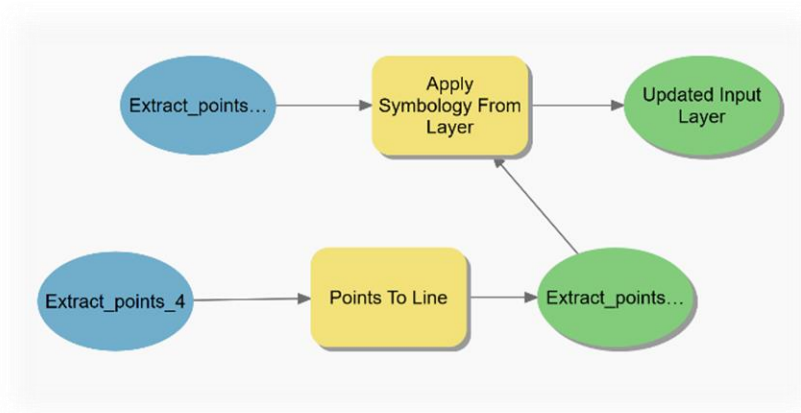 Extract_points...
Apply
Symbology From
Layer
Updated Input
Layer
Extract_points_4
Points To Line
Extract_points...